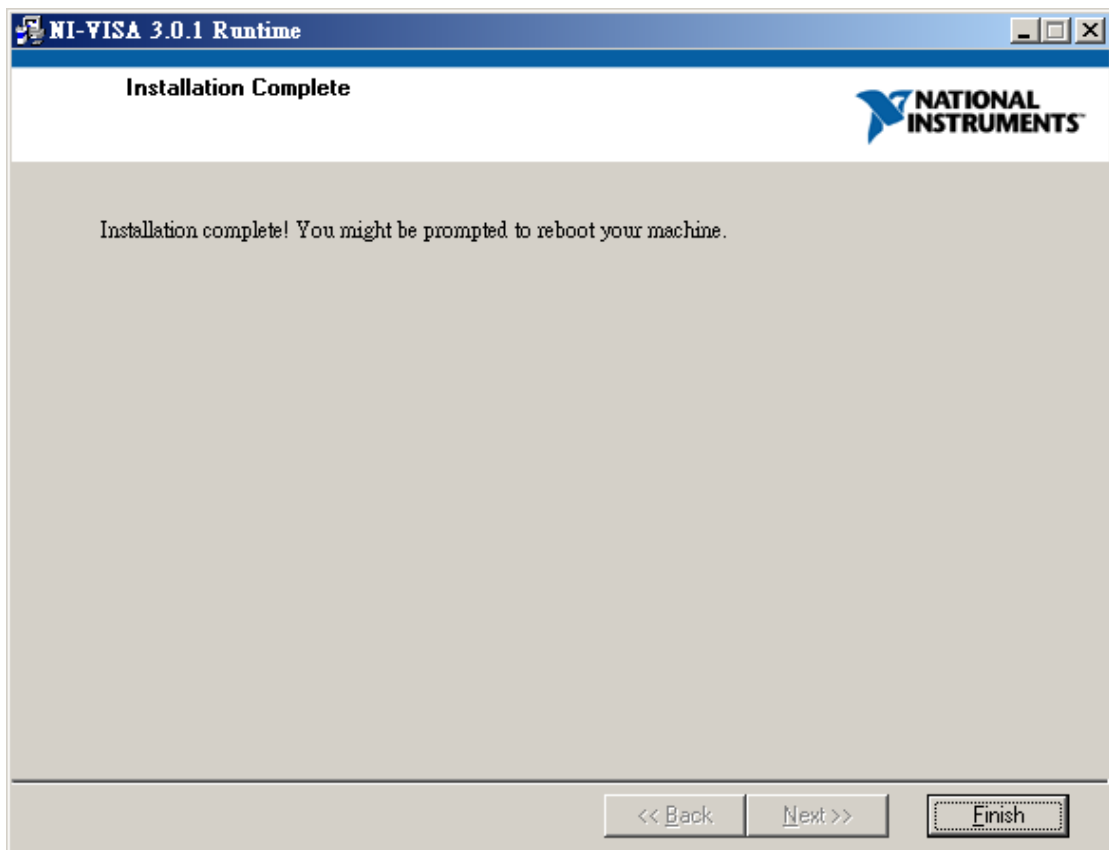 NI-VISA 3.0.1 Runtime
Installation Complete
NATIONAL
INSTRUMENTS™
Installation complete! You might be prompted to reboot your machine.
<< Back Next >> Finish